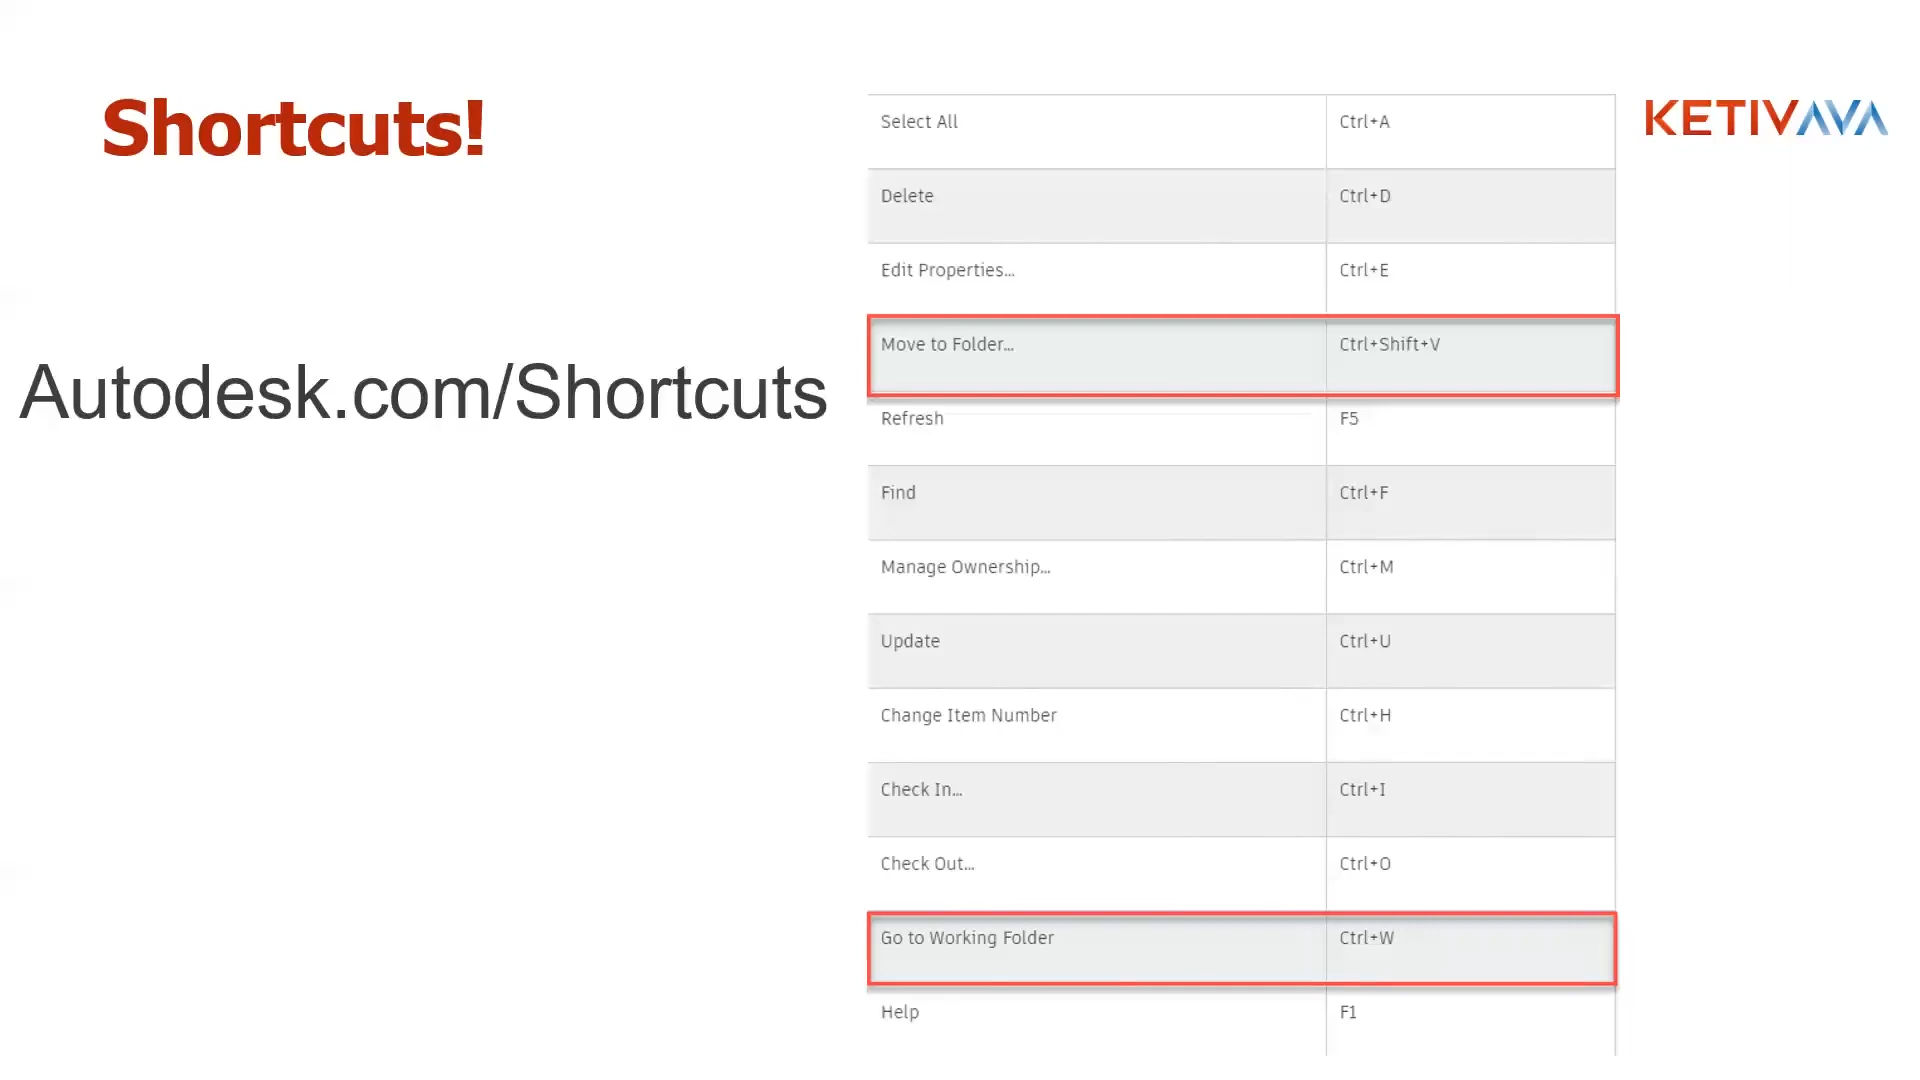 Shortcuts!
KETIVAVA
Autodesk.com/Shortcuts
Select All Ctrl+A
Delete Ctrl+D
Edit Properties... Ctrl+E
Move to Folder... Ctrl+Shift+V
Refresh F5
Find Ctrl+F
Manage Ownership... Ctrl+M
Update Ctrl+U
Change Item Number Ctrl+H
Check In... Ctrl+I
Check Out... Ctrl+O
Go to Working Folder Ctrl+W
Help F1